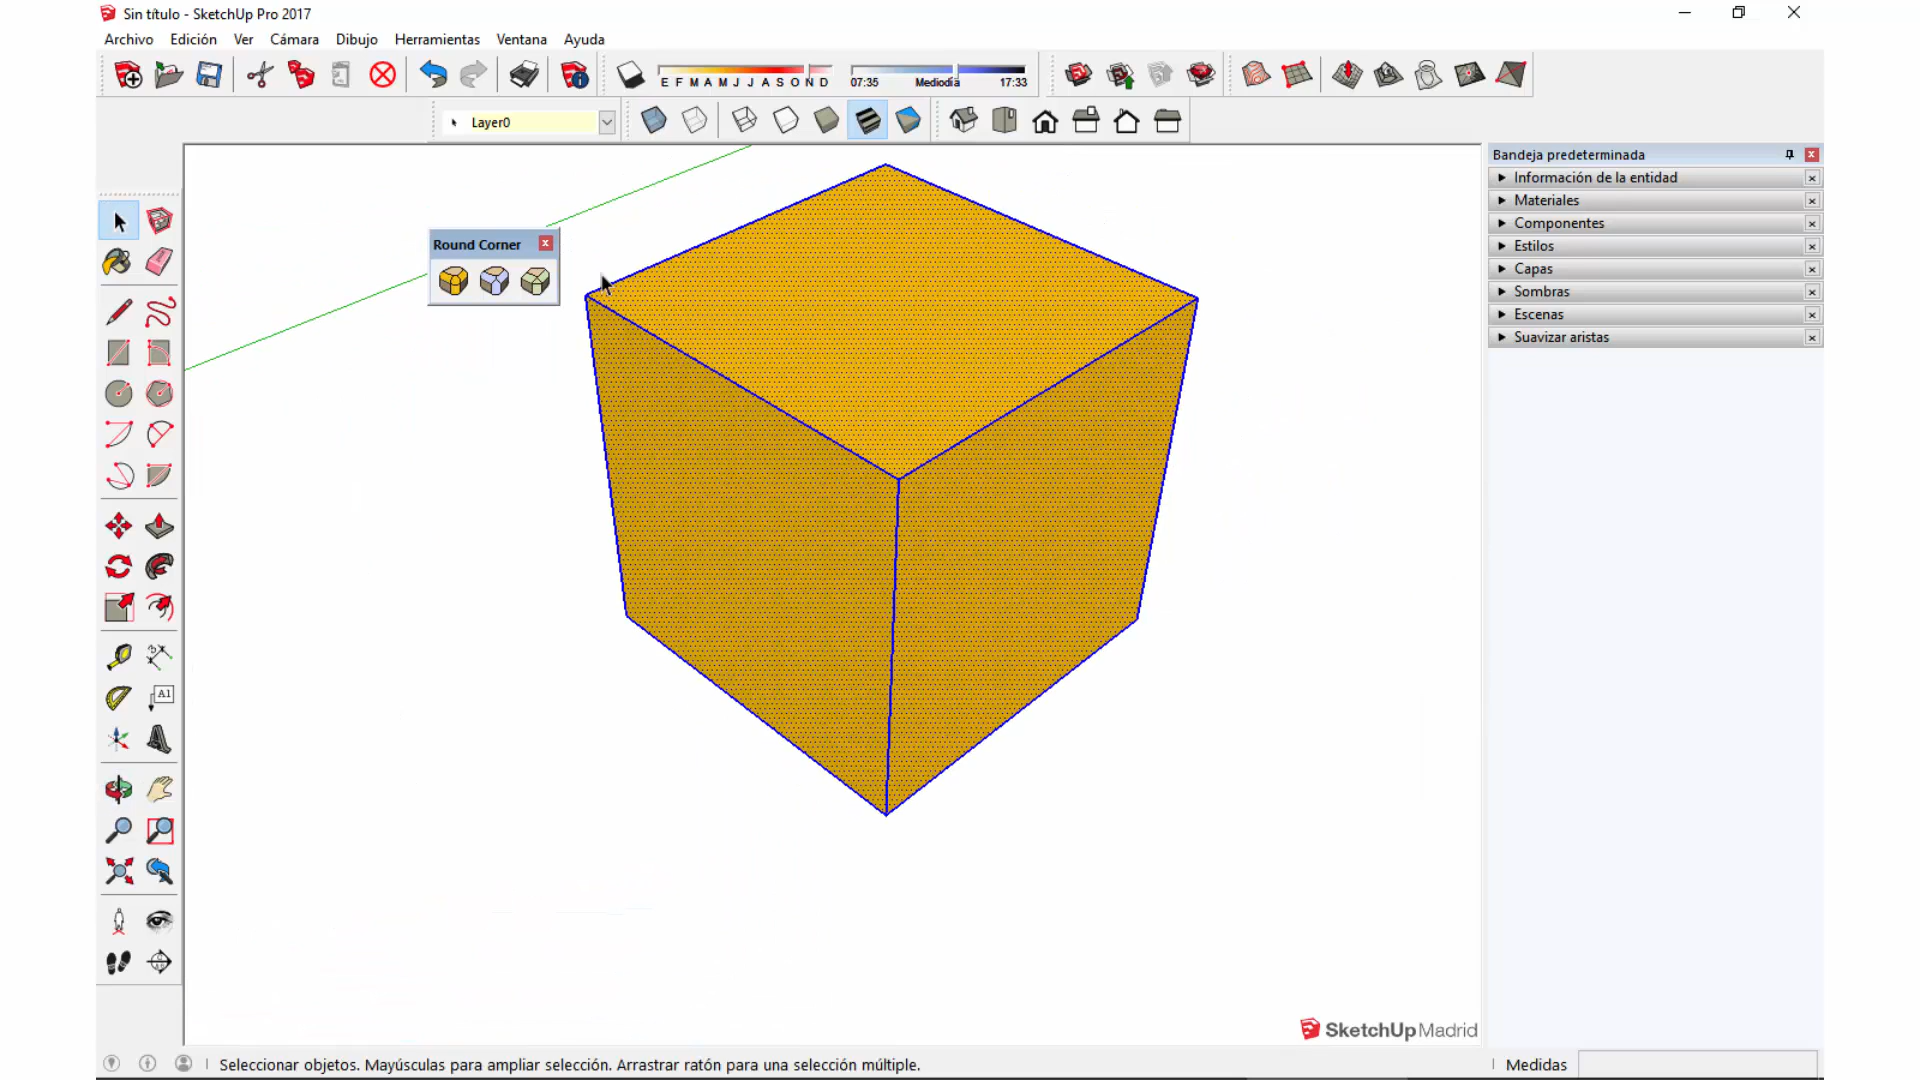 Sin título - SketchUp Pro 2017
Archivo Edición Ver Cámara Dibujo Herramientas Ventana Ayuda
E F M A M J J A S O N D 07:35 Mediodía 17:33
Layer0
Bandeja predeterminada
Información de la entidad
Materiales
Componentes
Estilos
Capas
Sombras
Escenas
Suavizar aristas
Round Corner
A1
SketchUp Madrid
Seleccionar objetos. Mayúsculas para ampliar selección. Arrastrar ratón para una selección múltiple.
Medidas